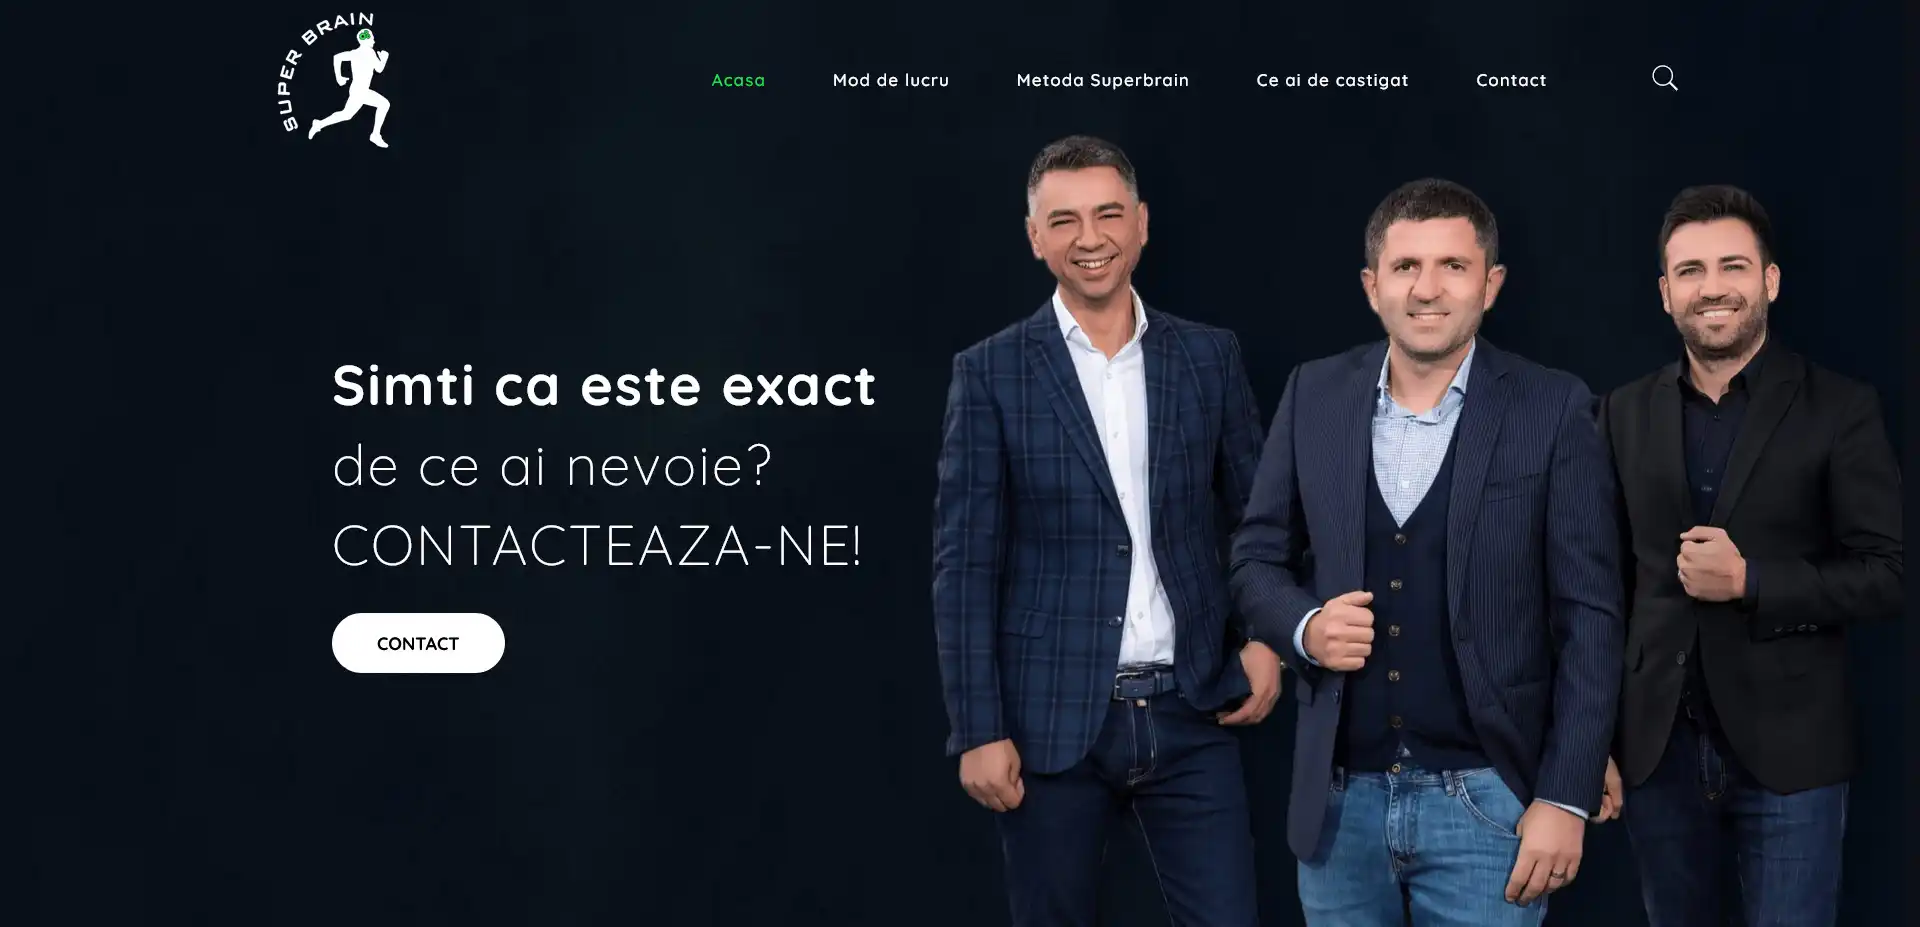 SUPER BRAIN
Acasa
Mod de lucru
Metoda Superbrain
Ce ai de castigat
Contact
Simti ca este exact
de ce ai nevoie?
CONTACTEAZA-NE!
CONTACT